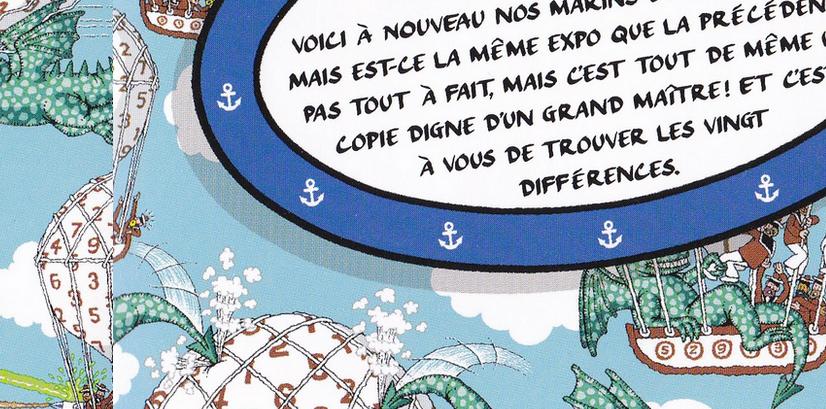 VOICI À NOUVEAU NOS MARINS
MAIS EST-CE LA MÊME EXPO QUE LA PRÉCÉDEN
PAS TOUT À FAIT, MAIS C'EST TOUT DE MÊME
COPIE DIGNE D'UN GRAND MAÎTRE! ET C'EST
À VOUS DE TROUVER LES VINGT
DIFFÉRENCES.